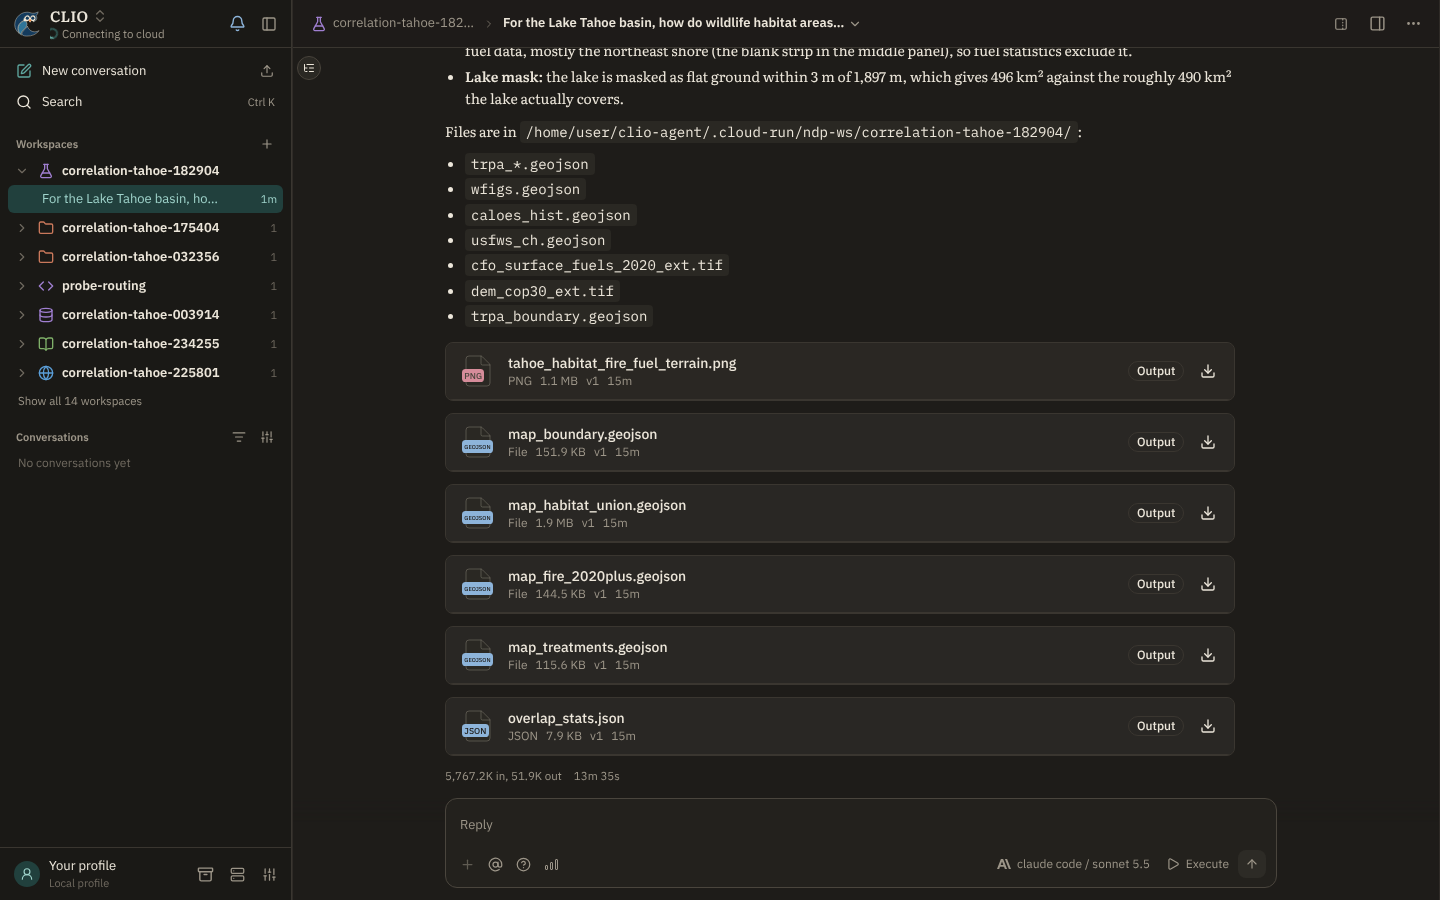 CLIO
Connecting to cloud
New conversation
Search
Ctrl K
Workspaces
correlation-tahoe-182904
For the Lake Tahoe basin, ho...
1m
correlation-tahoe-175404
1
correlation-tahoe-032356
1
probe-routing
1
correlation-tahoe-003914
1
correlation-tahoe-234255
1
correlation-tahoe-225801
1
Show all 14 workspaces
Conversations
No conversations yet
Your profile
Local profile
correlation-tahoe-182...
For the Lake Tahoe basin, how do wildlife habitat areas...
fuel data, mostly the northeast shore (the blank strip in the middle panel), so fuel statistics exclude it.
• Lake mask: the lake is masked as flat ground within 3 m of 1,897 m, which gives 496 km² against the roughly 490 km²
the lake actually covers.
Files are in /home/user/clio-agent/.cloud-run/ndp-ws/correlation-tahoe-182904/ :
• trpa_*.geojson
• wfigs.geojson
• caloes_hist.geojson
• usfws_ch.geojson
• cfo_surface_fuels_2020_ext.tif
• dem_cop30_ext.tif
• trpa_boundary.geojson
PNG
tahoe_habitat_fire_fuel_terrain.png
PNG 1.1 MB v1 15m
Output
GEOJSON
map_boundary.geojson
File 151.9 KB v1 15m
Output
GEOJSON
map_habitat_union.geojson
File 1.9 MB v1 15m
Output
GEOJSON
map_fire_2020plus.geojson
File 144.5 KB v1 15m
Output
GEOJSON
map_treatments.geojson
File 115.6 KB v1 15m
Output
JSON
overlap_stats.json
JSON 7.9 KB v1 15m
Output
5,767.2K in, 51.9K out 13m 35s
Reply
claude code / sonnet 5.5
Execute